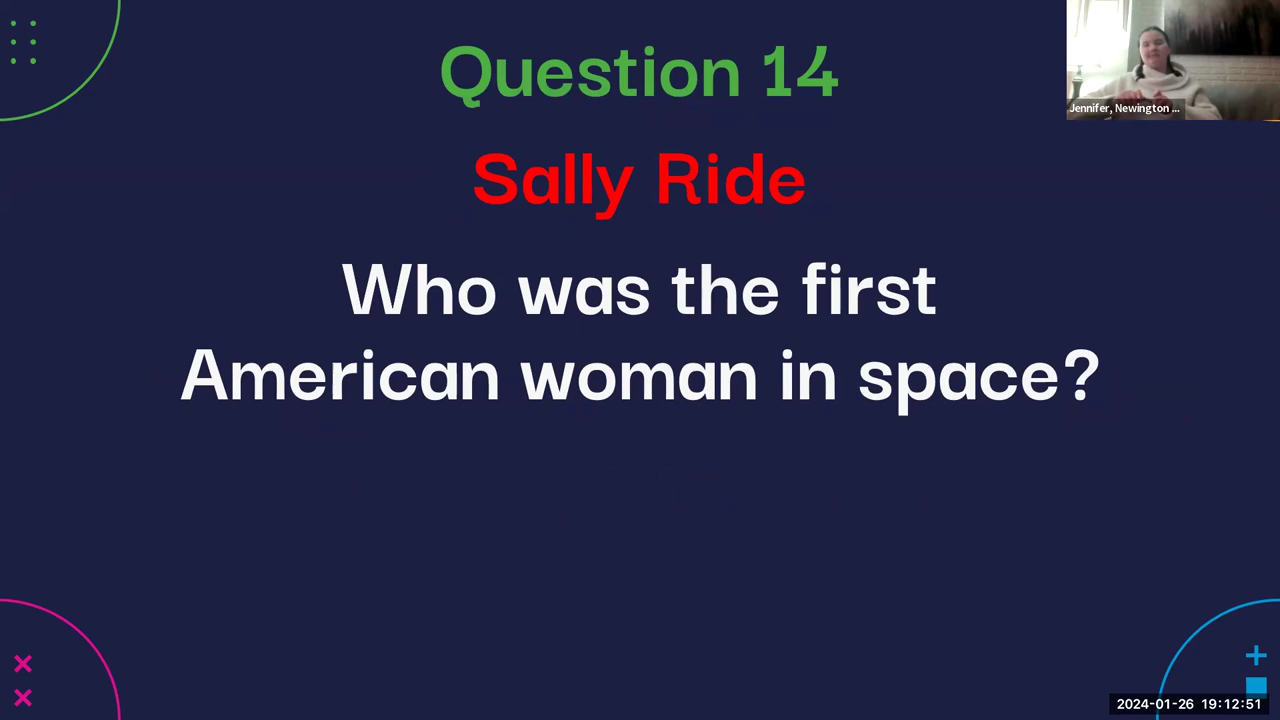 Question 14
Sally Ride
Who was the first
American woman in space?
Jennifer, Newington ...
2024-01-26 19:12:51